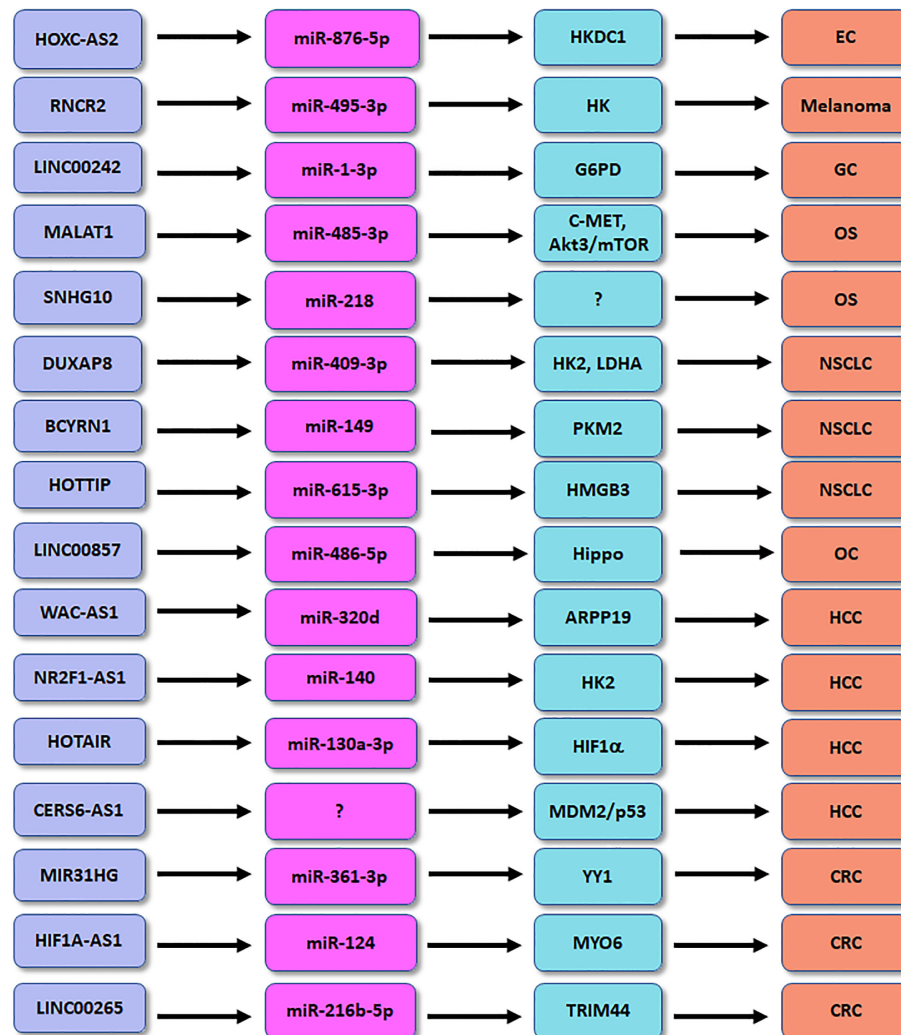 HOXC-AS2 miR-876-5p HKDC1 EC
RNCR2 miR-495-3p HK Melanoma
LINC00242 miR-1-3p G6PD GC
MALAT1 miR-485-3p C-MET, Akt3/mTOR OS
SNHG10 miR-218 ? OS
DUXAP8 miR-409-3p HK2, LDHA NSCLC
BCYRN1 miR-149 PKM2 NSCLC
HOTTIP miR-615-3p HMGB3 NSCLC
LINC00857 miR-486-5p Hippo OC
WAC-AS1 miR-320d ARPP19 HCC
NR2F1-AS1 miR-140 HK2 HCC
HOTAIR miR-130a-3p HIF1α HCC
CERS6-AS1 ? MDM2/p53 HCC
MIR31HG miR-361-3p YY1 CRC
HIF1A-AS1 miR-124 MYO6 CRC
LINC00265 miR-216b-5p TRIM44 CRC